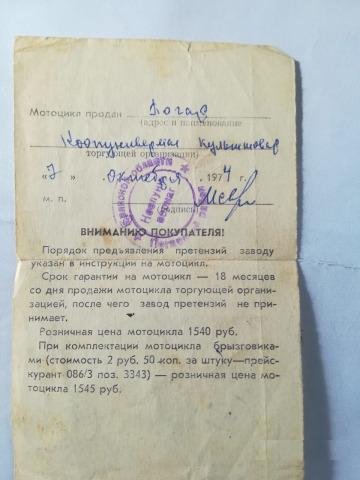 Мотоцикл продан Погар
(адрес и наименование
Коопунивермаг Культтовар
торгующей организации)
"7" октября 1974 г.
м. п. (подпись)
ВНИМАНИЮ ПОКУПАТЕЛЯ!
Порядок предъявления претензий заводу
указан в инструкции на мотоцикл.
Срок гарантии на мотоцикл — 18 месяцев
со дня продажи мотоцикла торгующей органи-
зацией, после чего завод претензий не при-
нимает.
Розничная цена мотоцикла 1540 руб.
При комплектации мотоцикла брызговика-
ми (стоимость 2 руб. 50 коп. за штуку—прейс-
курант 086/3 поз. 3343) — розничная цена мо-
тоцикла 1545 руб.